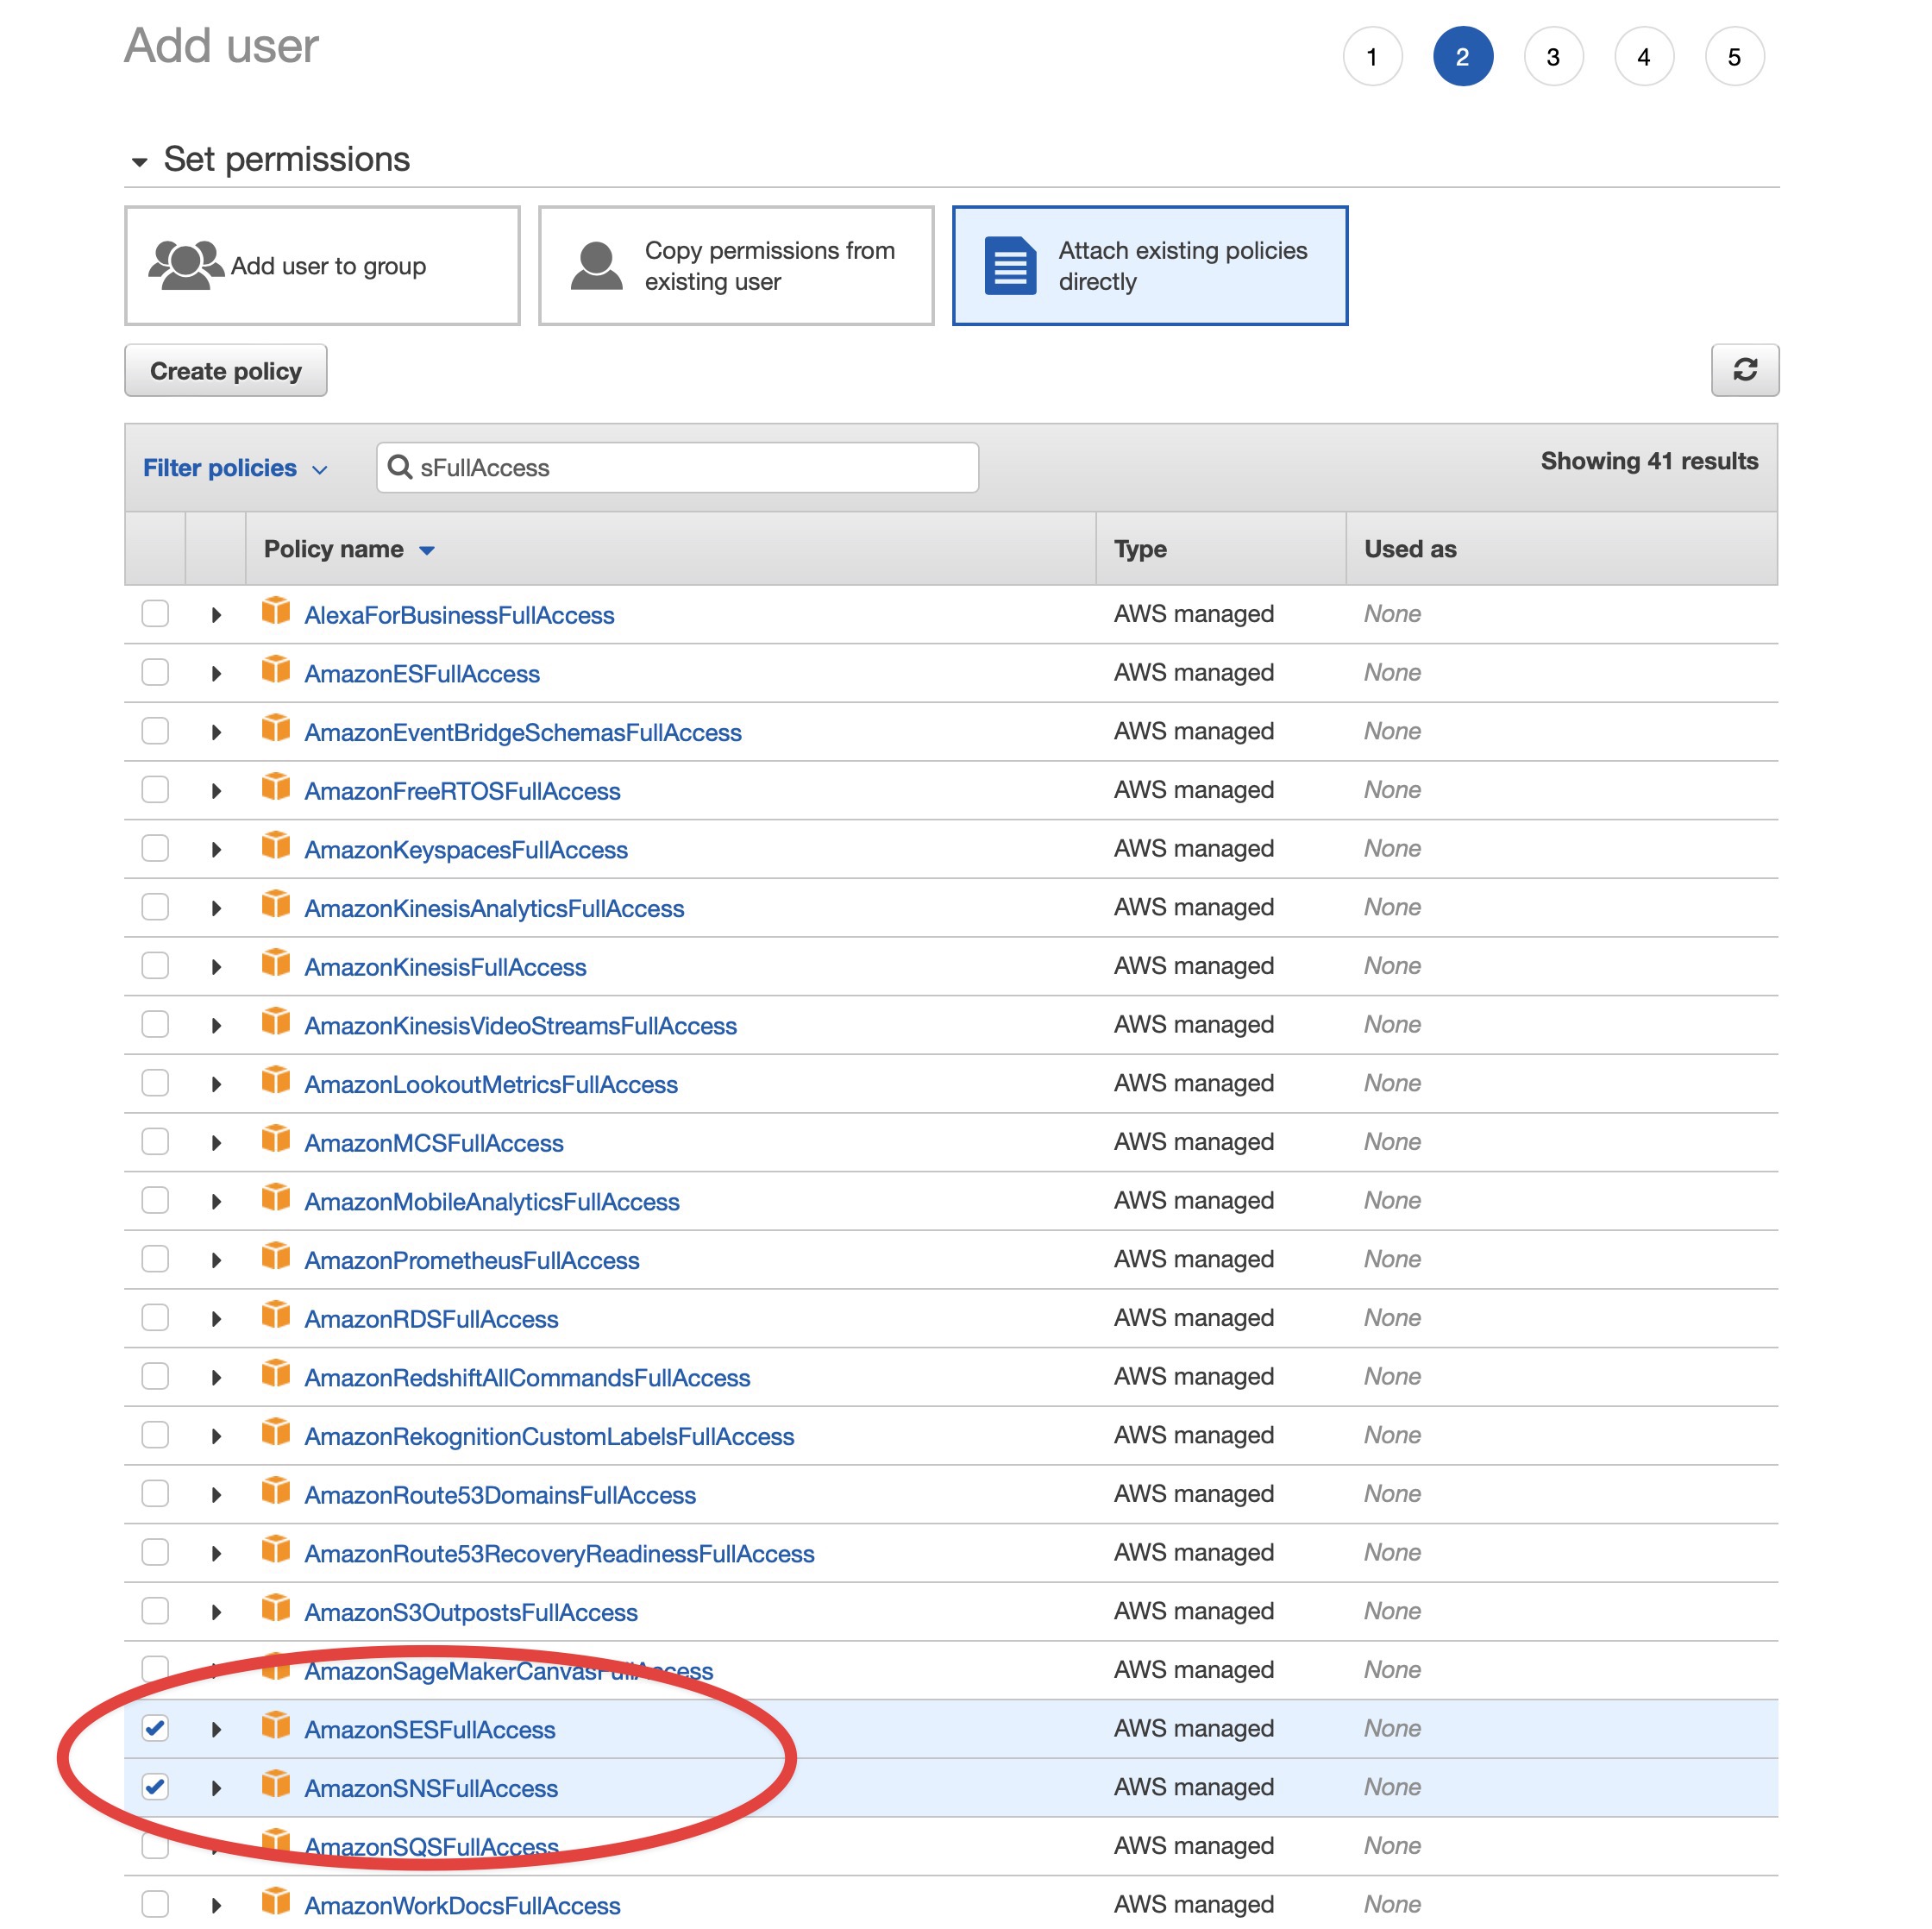 Add user
1 2 3 4 5
Set permissions
Add user to group
Copy permissions from
existing user
Attach existing policies
directly
Create policy
Filter policies sFullAccess Showing 41 results
Policy name Type Used as
AlexaForBusinessFullAccess AWS managed None
AmazonESFullAccess AWS managed None
AmazonEventBridgeSchemasFullAccess AWS managed None
AmazonFreeRTOSFullAccess AWS managed None
AmazonKeyspacesFullAccess AWS managed None
AmazonKinesisAnalyticsFullAccess AWS managed None
AmazonKinesisFullAccess AWS managed None
AmazonKinesisVideoStreamsFullAccess AWS managed None
AmazonLookoutMetricsFullAccess AWS managed None
AmazonMCSFullAccess AWS managed None
AmazonMobileAnalyticsFullAccess AWS managed None
AmazonPrometheusFullAccess AWS managed None
AmazonRDSFullAccess AWS managed None
AmazonRedshiftAllCommandsFullAccess AWS managed None
AmazonRekognitionCustomLabelsFullAccess AWS managed None
AmazonRoute53DomainsFullAccess AWS managed None
AmazonRoute53RecoveryReadinessFullAccess AWS managed None
AmazonS3OutpostsFullAccess AWS managed None
AmazonSageMakerCanvasFullAccess AWS managed None
AmazonSESFullAccess AWS managed None
AmazonSNSFullAccess AWS managed None
AmazonSQSFullAccess AWS managed None
AmazonWorkDocsFullAccess AWS managed None